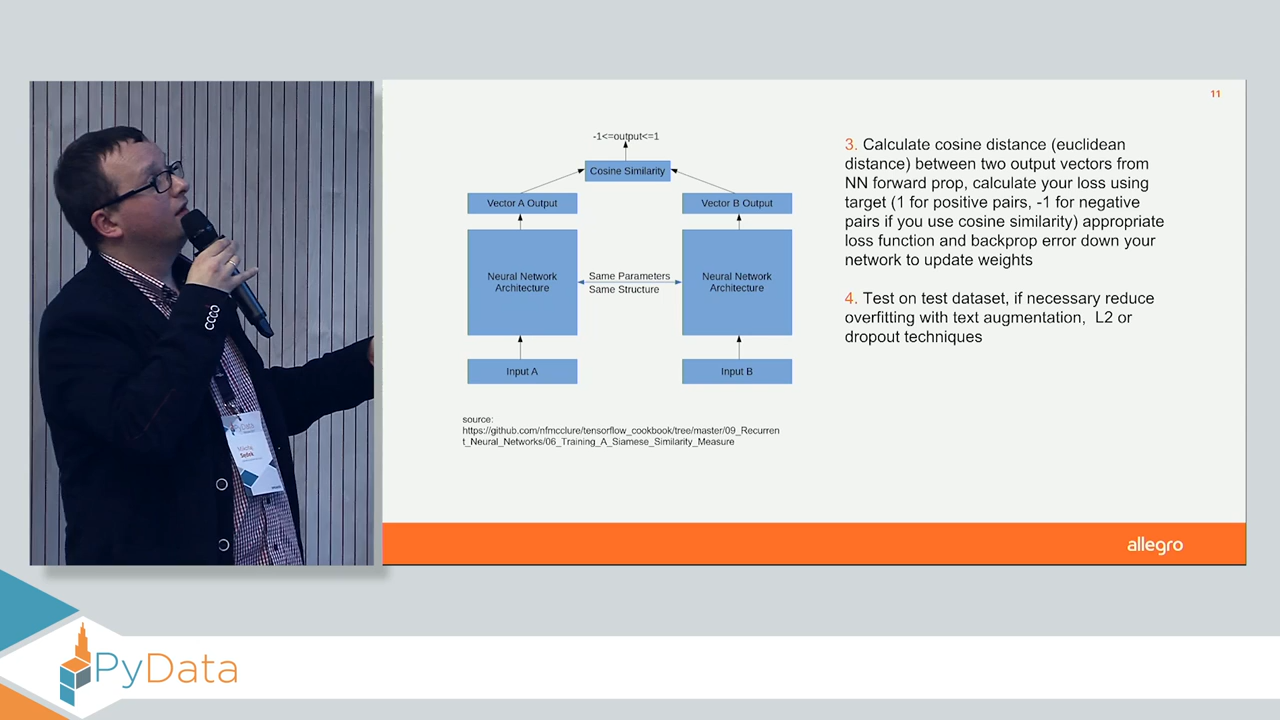 11
-1<=output<=1
Cosine Similarity
Vector A Output
Vector B Output
Neural Network
Architecture
Same Parameters
Same Structure
Neural Network
Architecture
Input A
Input B
source:
https://github.com/nfmcclure/tensorflow_cookbook/tree/master/09_Recurren
t_Neural_Networks/06_Training_A_Siamese_Similarity_Measure
3. Calculate cosine distance (euclidean
distance) between two output vectors from
NN forward prop, calculate your loss using
target (1 for positive pairs, -1 for negative
pairs if you use cosine similarity) appropriate
loss function and backprop error down your
network to update weights
4. Test on test dataset, if necessary reduce
overfitting with text augmentation, L2 or
dropout techniques
allegro
PyData
PyData